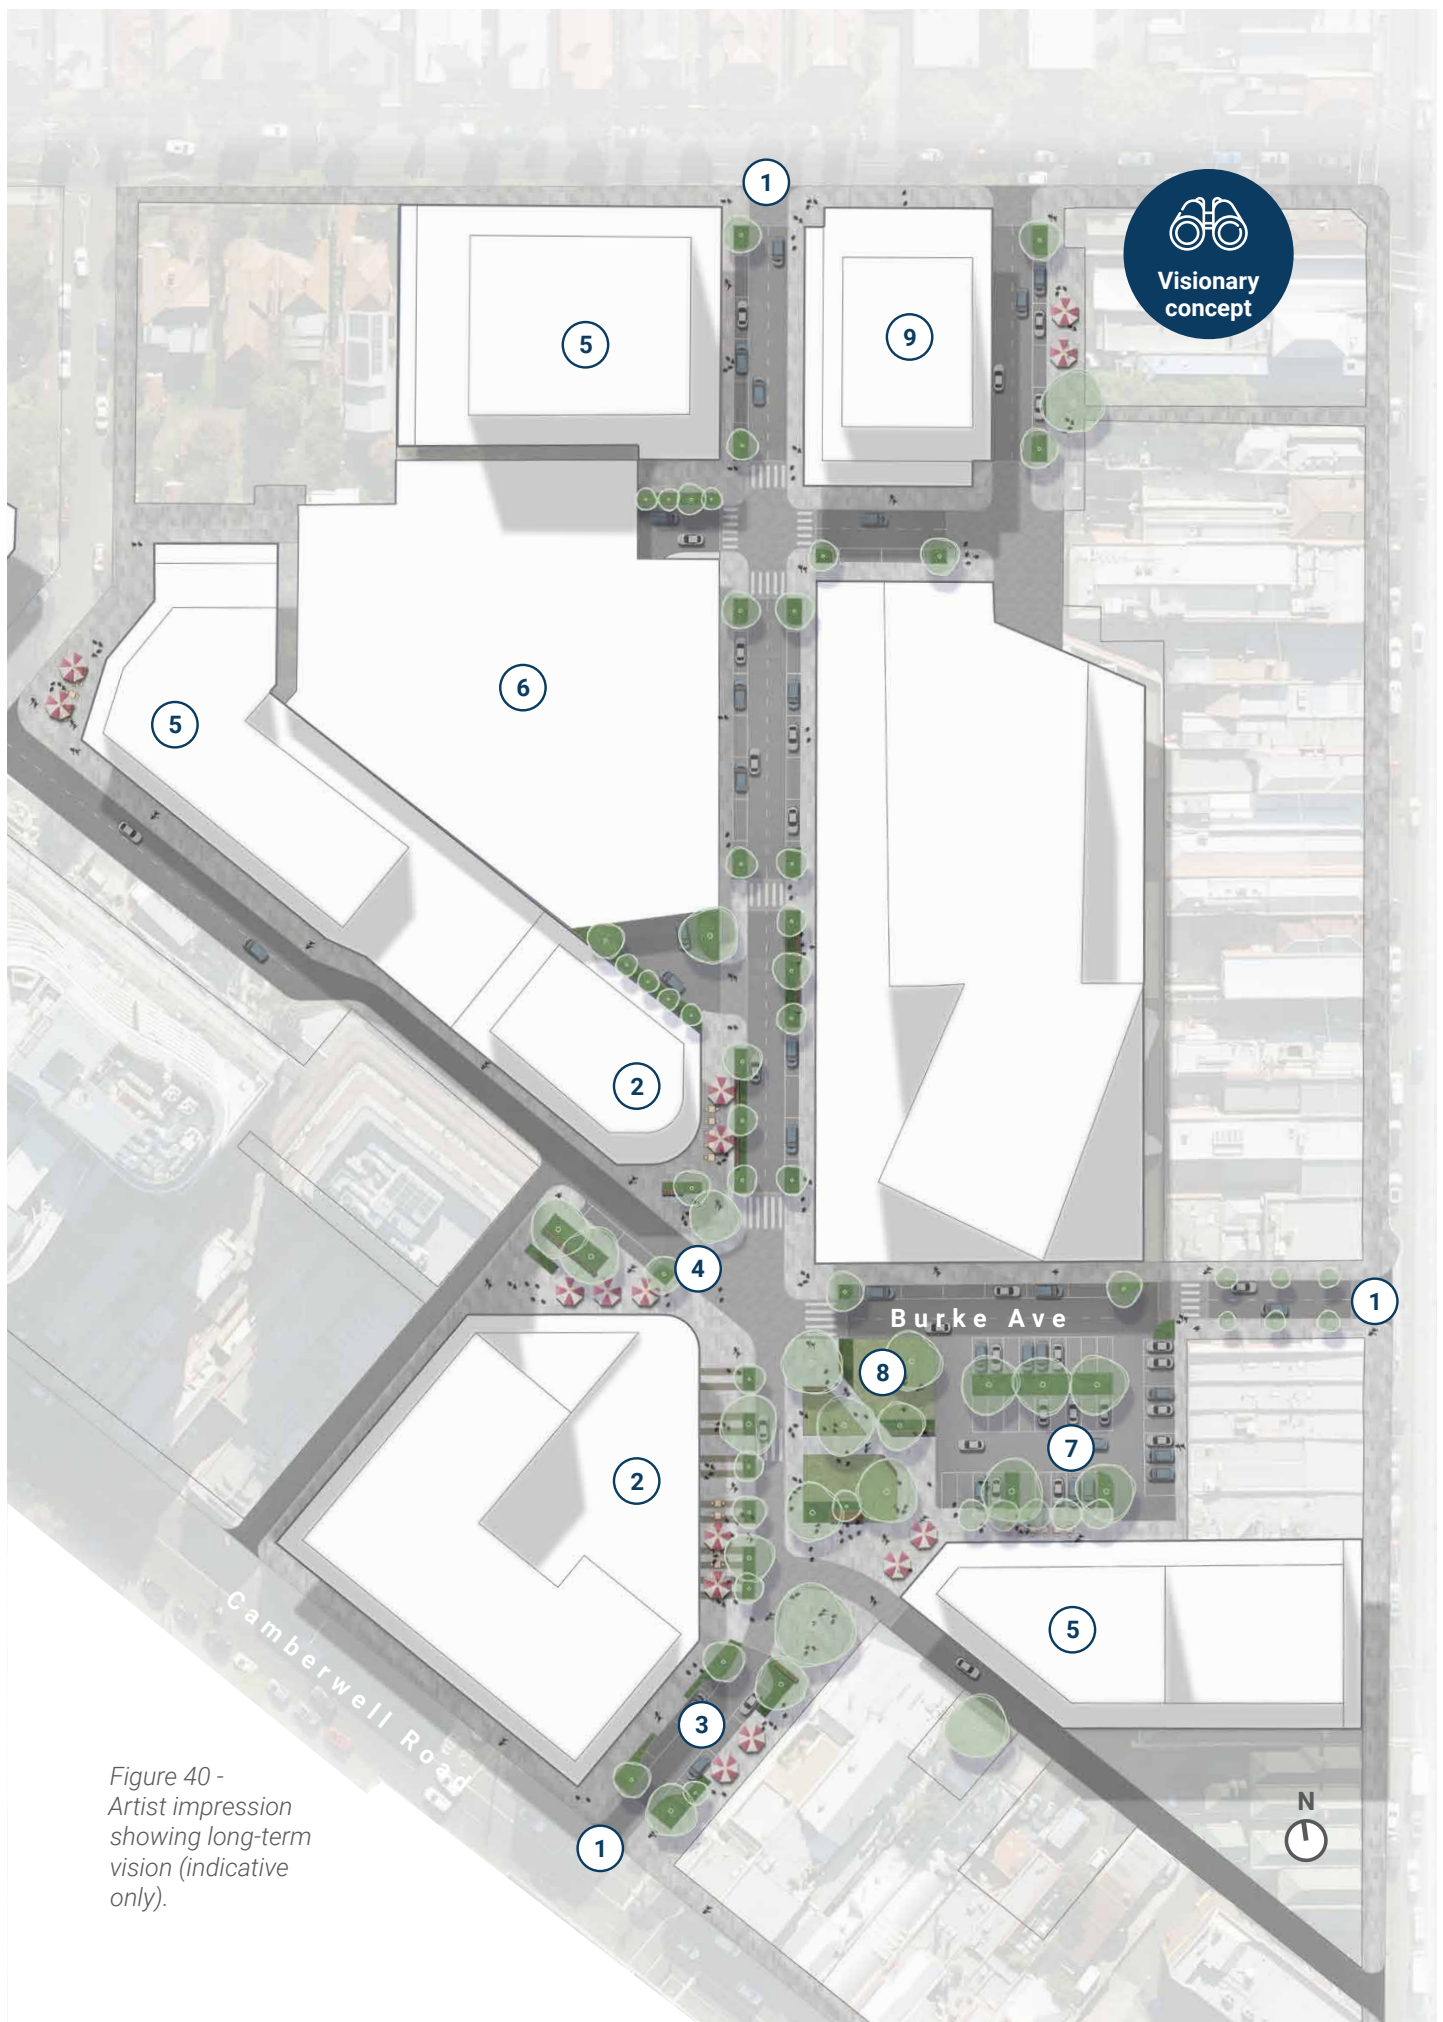 1
Visionary
concept
5
9
6
5
2
4
1
Burke Ave
8
7
2
5
Camberwell Road
3
Figure 40 -
Artist impression
showing long-term
vision (indicative
only).
N
1